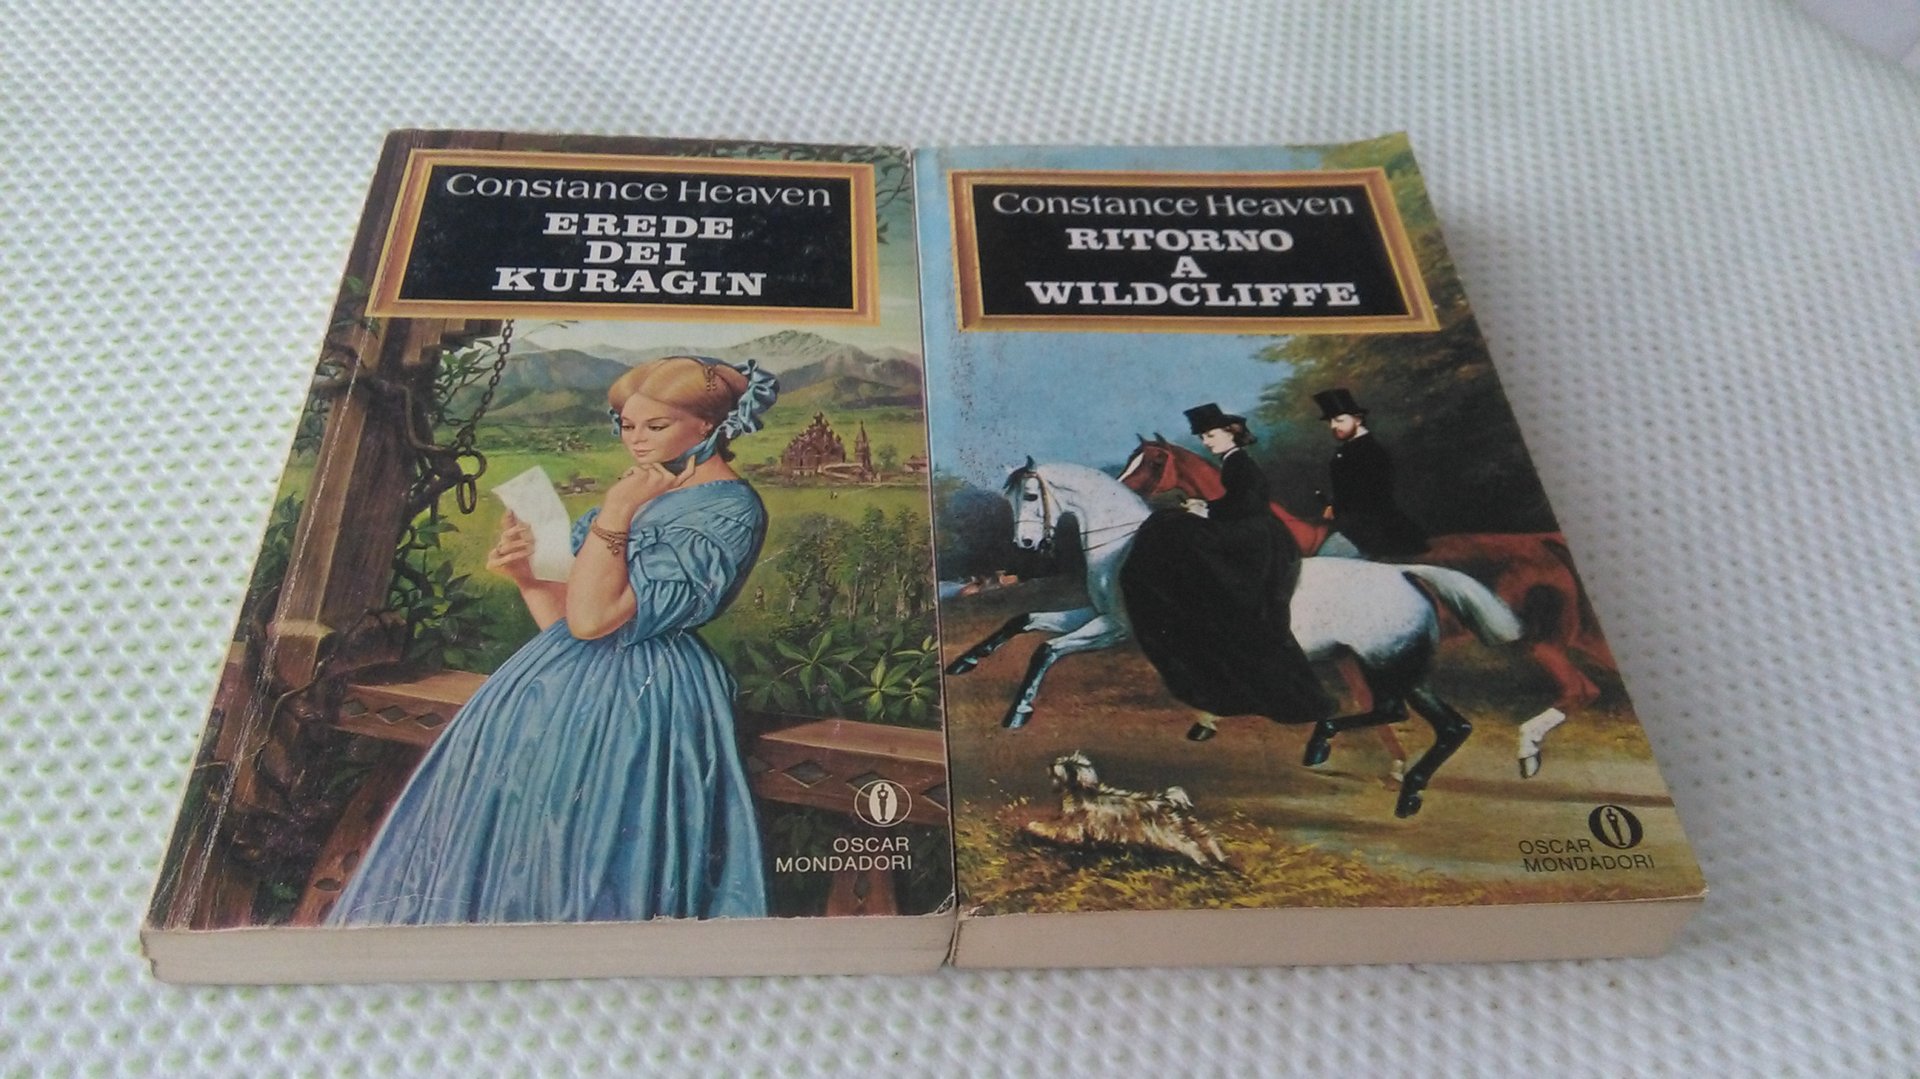 Constance Heaven
EREDE
DEI
KURAGIN
OSCAR
MONDADORI
Constance Heaven
RITORNO
A
WILDCLIFFE
OSCAR
MONDADORI